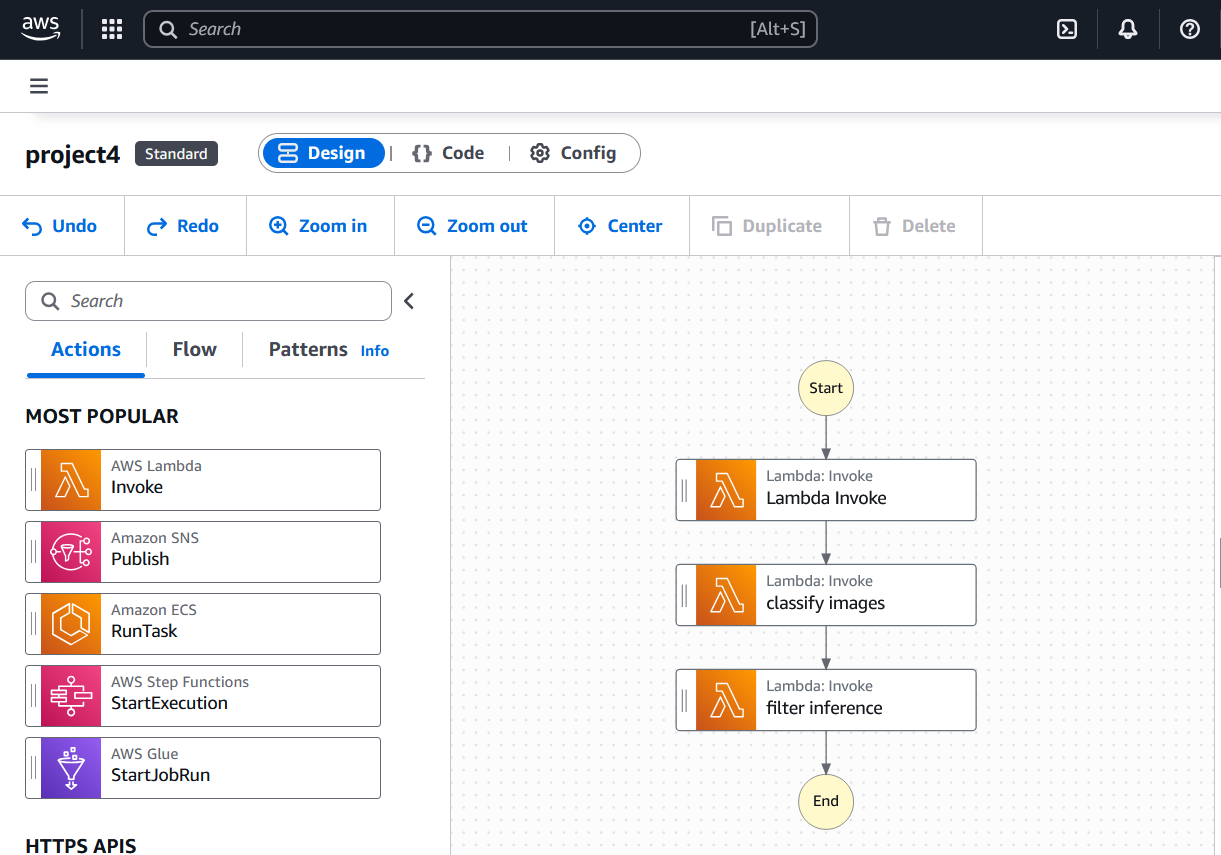 aws Search [Alt+S]
project4 Standard Design Code Config
Undo Redo Zoom in Zoom out Center Duplicate Delete
Search
Actions Flow Patterns Info
MOST POPULAR
AWS Lambda
Invoke
Amazon SNS
Publish
Amazon ECS
RunTask
AWS Step Functions
StartExecution
AWS Glue
StartJobRun
HTTPS APIS
Start
Lambda: Invoke
Lambda Invoke
Lambda: Invoke
classify images
Lambda: Invoke
filter inference
End